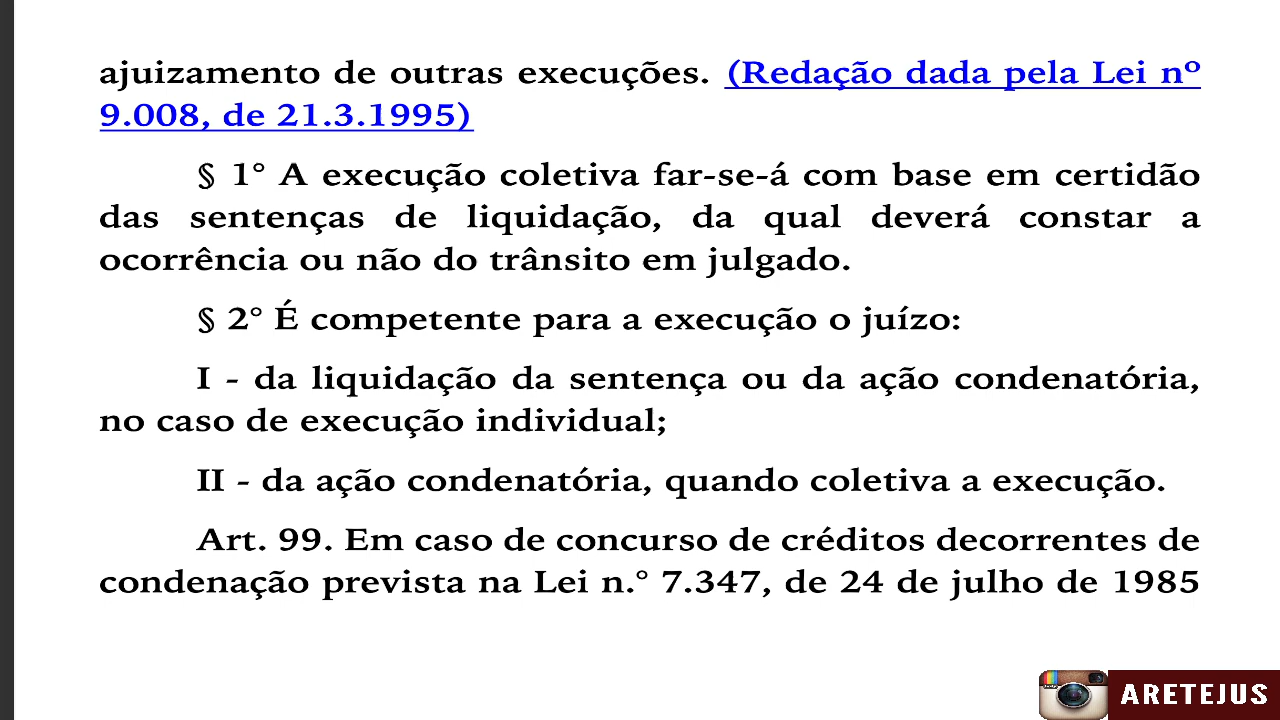 ajuizamento de outras execuções. (Redação dada pela Lei nº
9.008, de 21.3.1995)
§ 1° A execução coletiva far-se-á com base em certidão
das sentenças de liquidação, da qual deverá constar a
ocorrência ou não do trânsito em julgado.
§ 2° É competente para a execução o juízo:
I - da liquidação da sentença ou da ação condenatória,
no caso de execução individual;
II - da ação condenatória, quando coletiva a execução.
Art. 99. Em caso de concurso de créditos decorrentes de
condenação prevista na Lei n.° 7.347, de 24 de julho de 1985
ARETEJUS